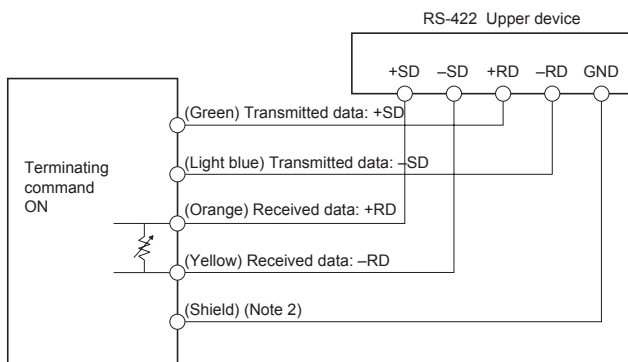 RS-422 Upper device
+SD –SD +RD –RD GND
(Green) Transmitted data: +SD
(Light blue) Transmitted data: –SD
Terminating
command
ON
(Orange) Received data: +RD
(Yellow) Received data: –RD
(Shield) (Note 2)